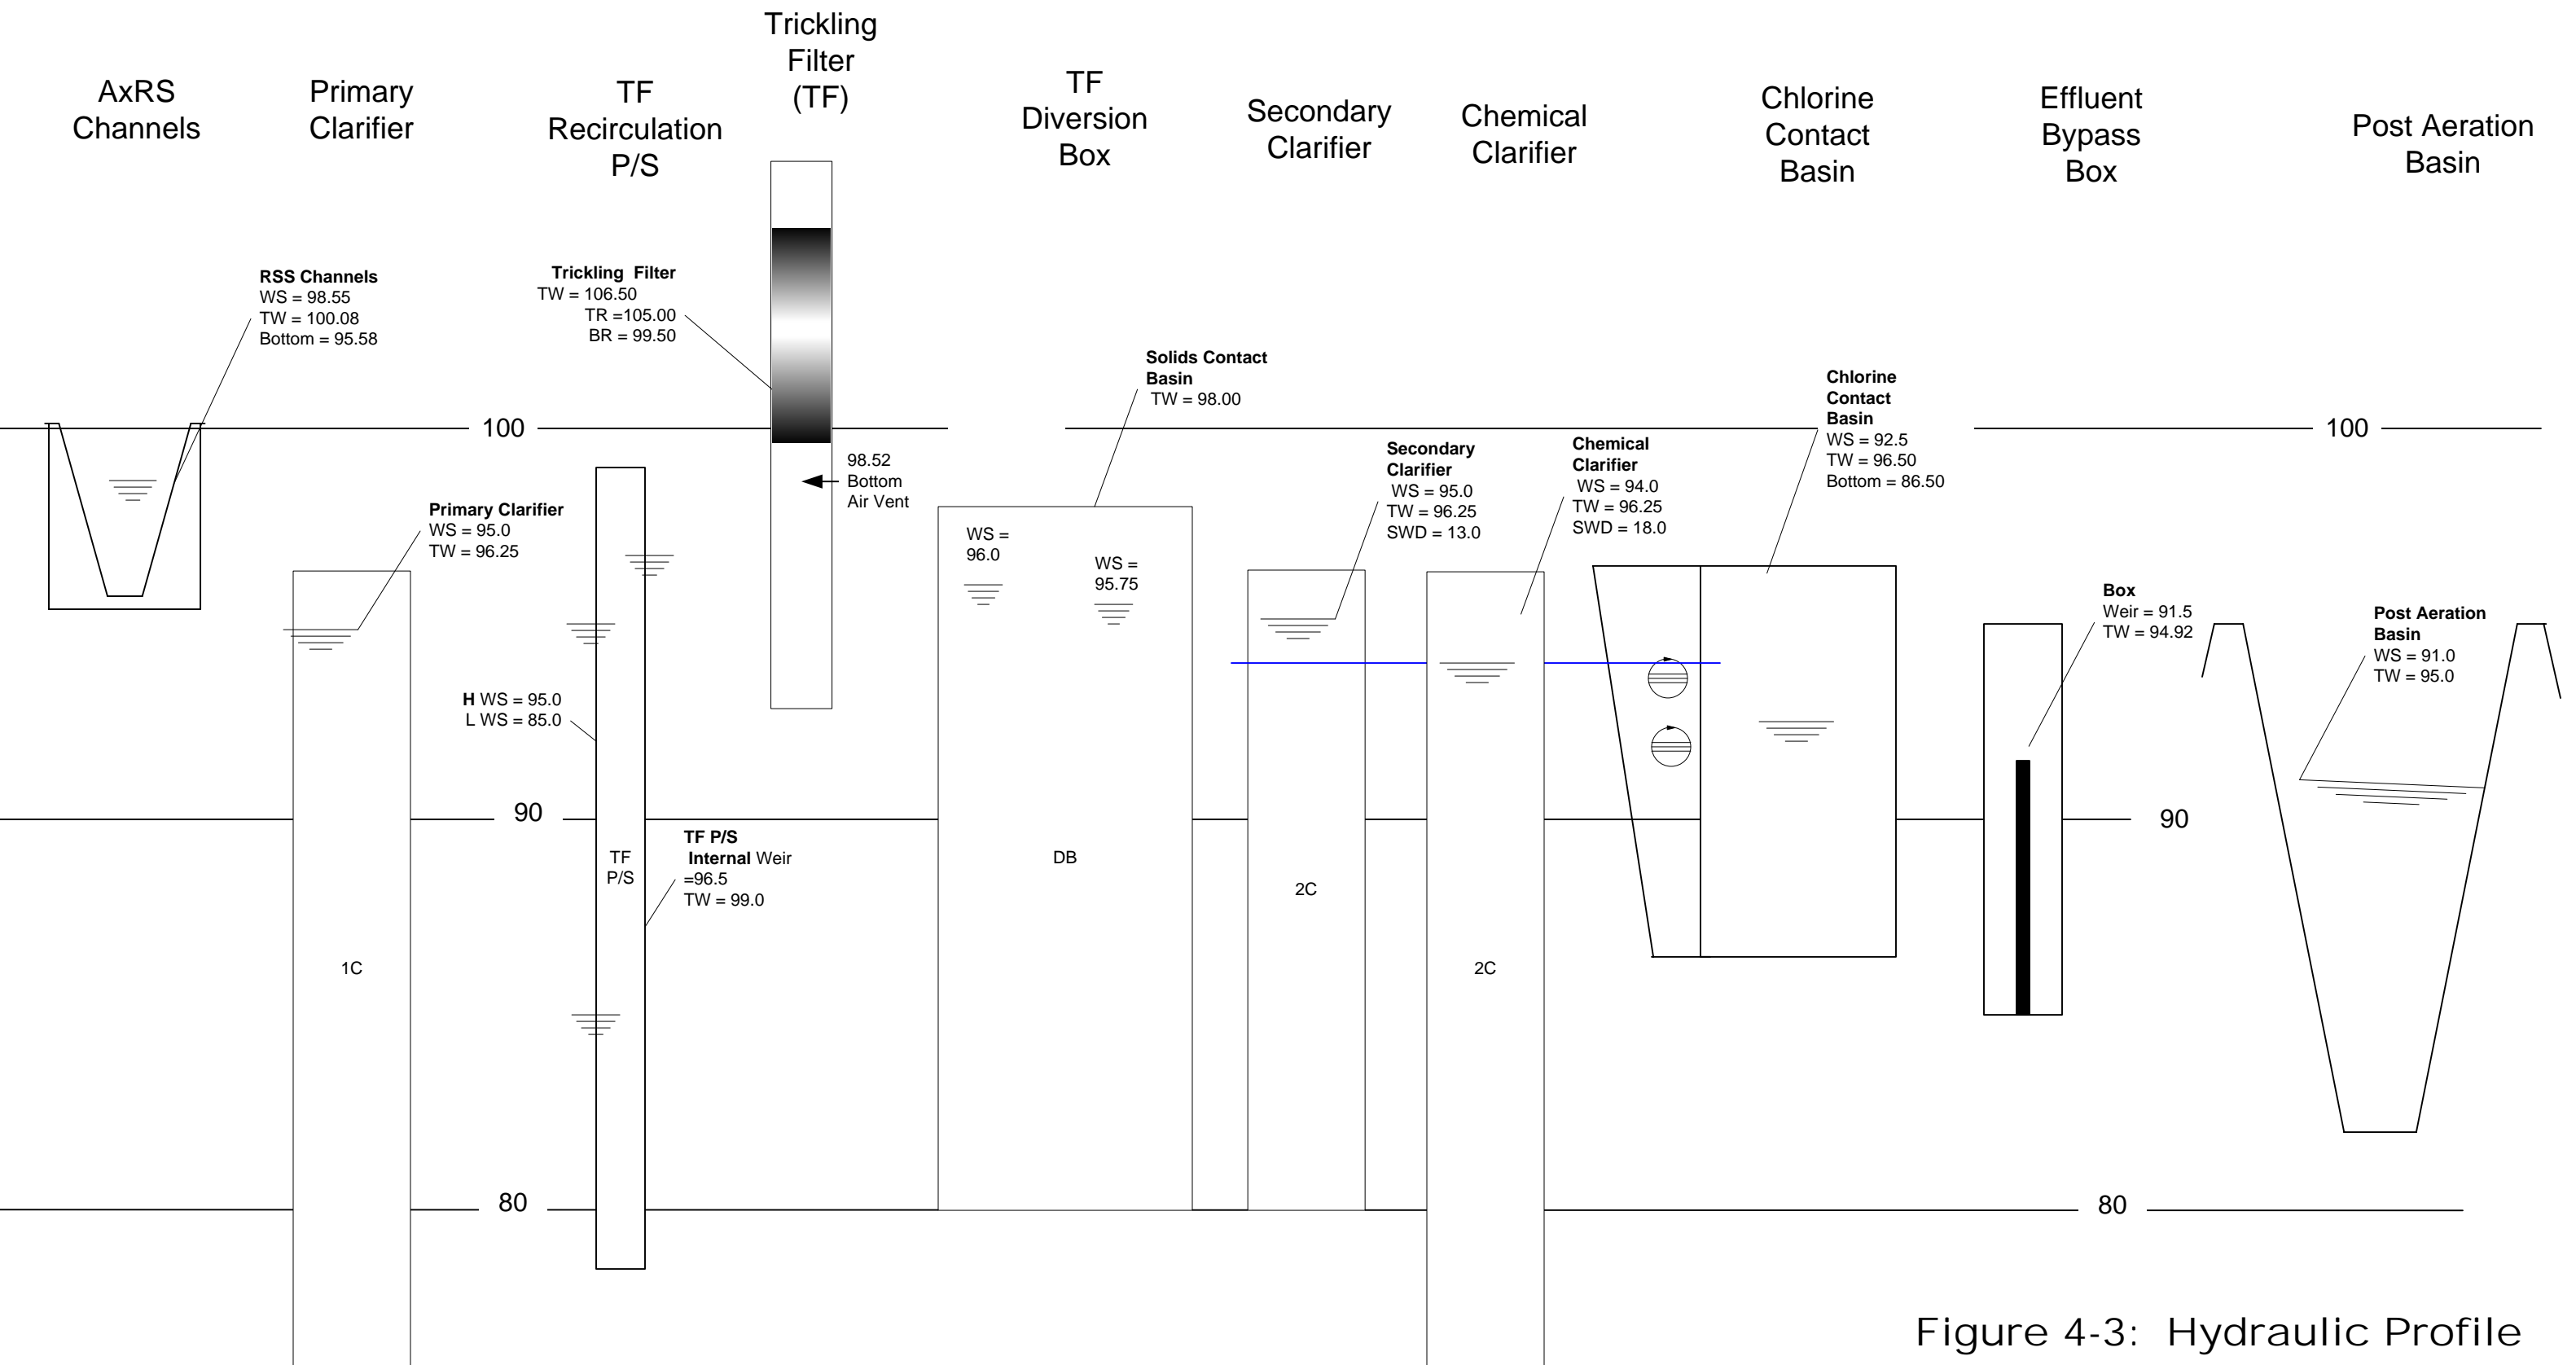 AxRS
Channels
Primary
Clarifier
TF
Recirculation
P/S
Trickling
Filter
(TF)
TF
Diversion
Box
Secondary
Clarifier
Chemical
Clarifier
Chlorine
Contact
Basin
Effluent
Bypass
Box
Post Aeration
Basin
RSS Channels
WS = 98.55
TW = 100.08
Bottom = 95.58
Trickling Filter
TW = 106.50
TR =105.00
BR = 99.50
Solids Contact
Basin
TW = 98.00
Chlorine
Contact
Basin
WS = 92.5
TW = 96.50
Bottom = 86.50
100
100
98.52
Bottom
Air Vent
Secondary
Clarifier
WS = 95.0
TW = 96.25
SWD = 13.0
Chemical
Clarifier
WS = 94.0
TW = 96.25
SWD = 18.0
Primary Clarifier
WS = 95.0
TW = 96.25
WS =
96.0
WS =
95.75
Box
Weir = 91.5
TW = 94.92
Post Aeration
Basin
WS = 91.0
TW = 95.0
H WS = 95.0
L WS = 85.0
90
90
TF P/S
Internal Weir
=96.5
TW = 99.0
TF
P/S
DB
2C
1C
2C
80
80
Figure 4-3: Hydraulic Profile